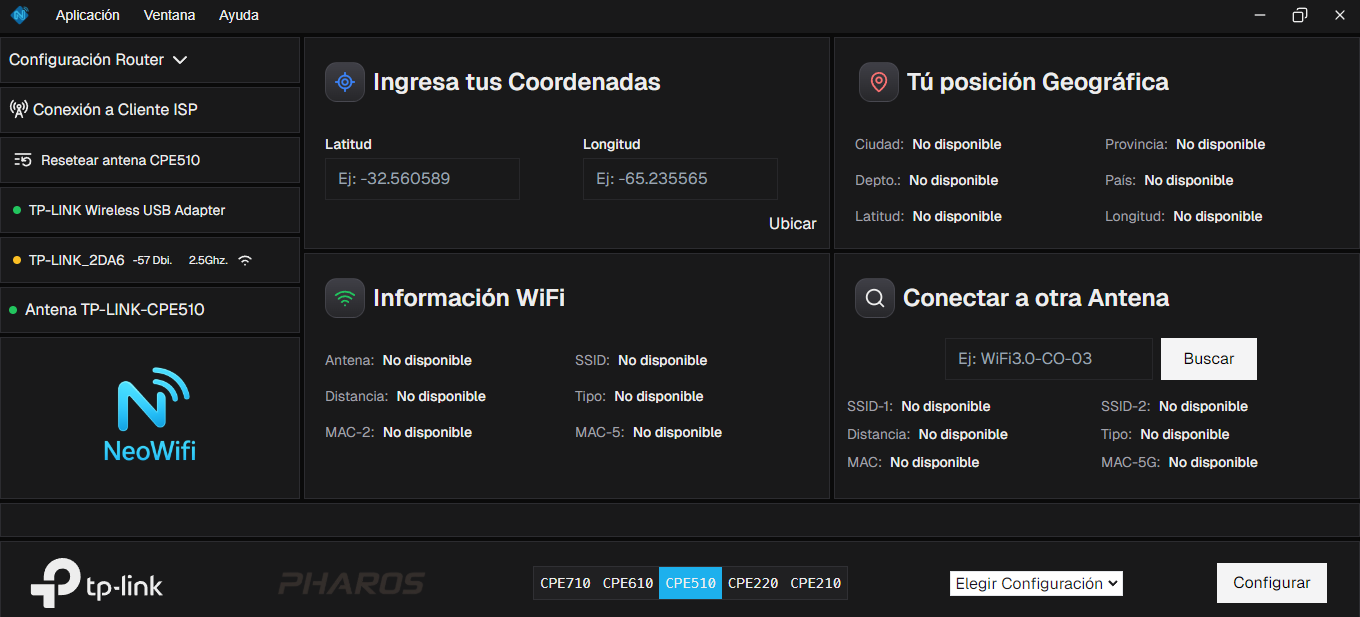 Aplicación Ventana Ayuda
Configuración Router
Conexión a Cliente ISP
Resetear antena CPE510
TP-LINK Wireless USB Adapter
TP-LINK_2DA6 -57 Dbi. 2.5Ghz.
Antena TP-LINK-CPE510
NeoWifi
Ingresa tus Coordenadas
Latitud Longitud
Ej: -32.560589 Ej: -65.235565
Ubicar
Tú posición Geográfica
Ciudad: No disponible Provincia: No disponible
Depto.: No disponible País: No disponible
Latitud: No disponible Longitud: No disponible
Información WiFi
Antena: No disponible SSID: No disponible
Distancia: No disponible Tipo: No disponible
MAC-2: No disponible MAC-5: No disponible
Conectar a otra Antena
Ej: WiFi3.0-CO-03 Buscar
SSID-1: No disponible SSID-2: No disponible
Distancia: No disponible Tipo: No disponible
MAC: No disponible MAC-5G: No disponible
tp-link PHAROS CPE710 CPE610 CPE510 CPE220 CPE210 Elegir Configuración Configurar